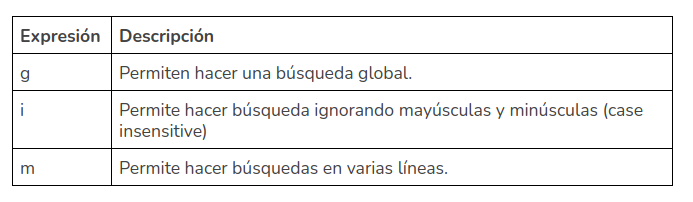 Expresión Descripción
g Permiten hacer una búsqueda global.
i Permite hacer búsqueda ignorando mayúsculas y minúsculas (case
insensitive)
m Permite hacer búsquedas en varias líneas.